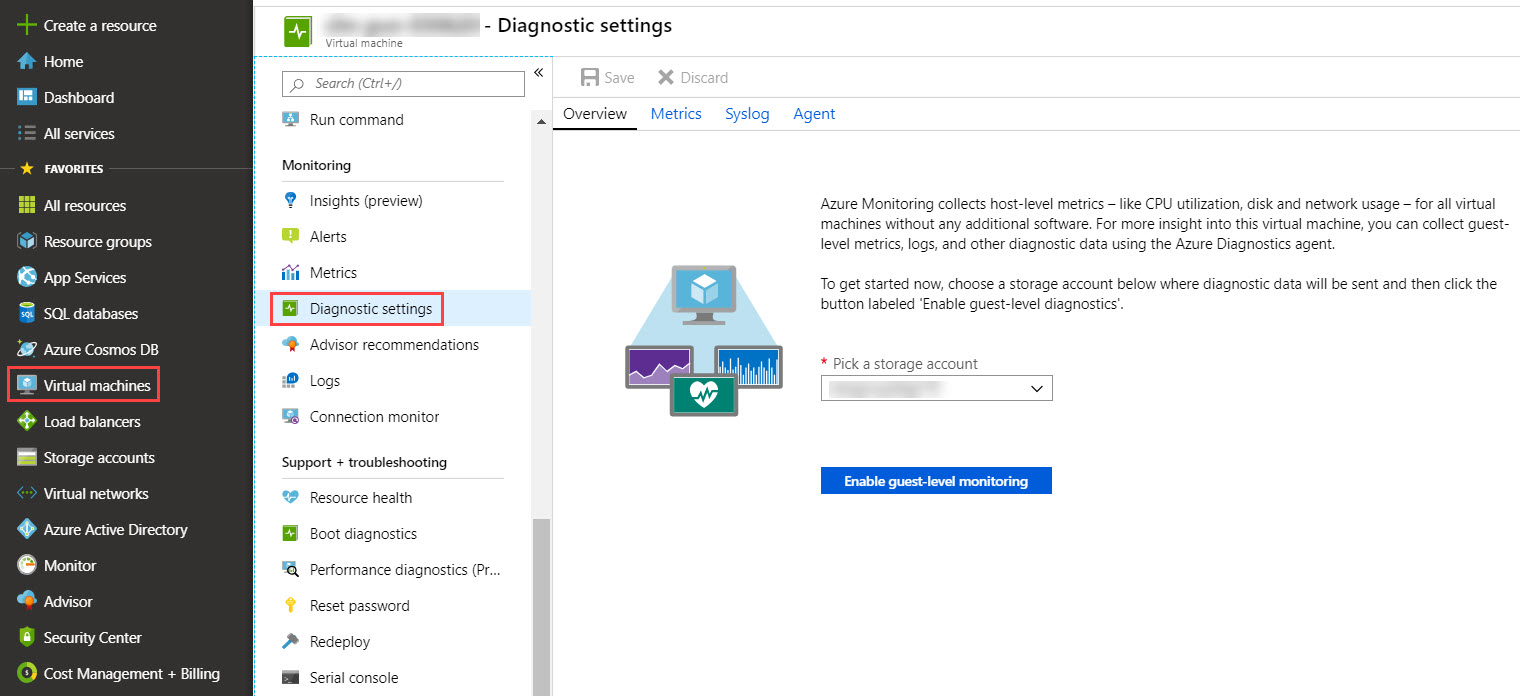 Create a resource
Home
Dashboard
All services
FAVORITES
All resources
Resource groups
App Services
SQL databases
Azure Cosmos DB
Virtual machines
Load balancers
Storage accounts
Virtual networks
Azure Active Directory
Monitor
Advisor
Security Center
Cost Management + Billing
- Diagnostic settings
Virtual machine
Search (Ctrl+/)
«
Run command
Monitoring
Insights (preview)
Alerts
Metrics
Diagnostic settings
Advisor recommendations
Logs
Connection monitor
Support + troubleshooting
Resource health
Boot diagnostics
Performance diagnostics (Pr...
Reset password
Redeploy
Serial console
Save Discard
Overview Metrics Syslog Agent
Azure Monitoring collects host-level metrics – like CPU utilization, disk and network usage – for all virtual
machines without any additional software. For more insight into this virtual machine, you can collect guest-
level metrics, logs, and other diagnostic data using the Azure Diagnostics agent.
To get started now, choose a storage account below where diagnostic data will be sent and then click the
button labeled 'Enable guest-level diagnostics'.
* Pick a storage account
Enable guest-level monitoring